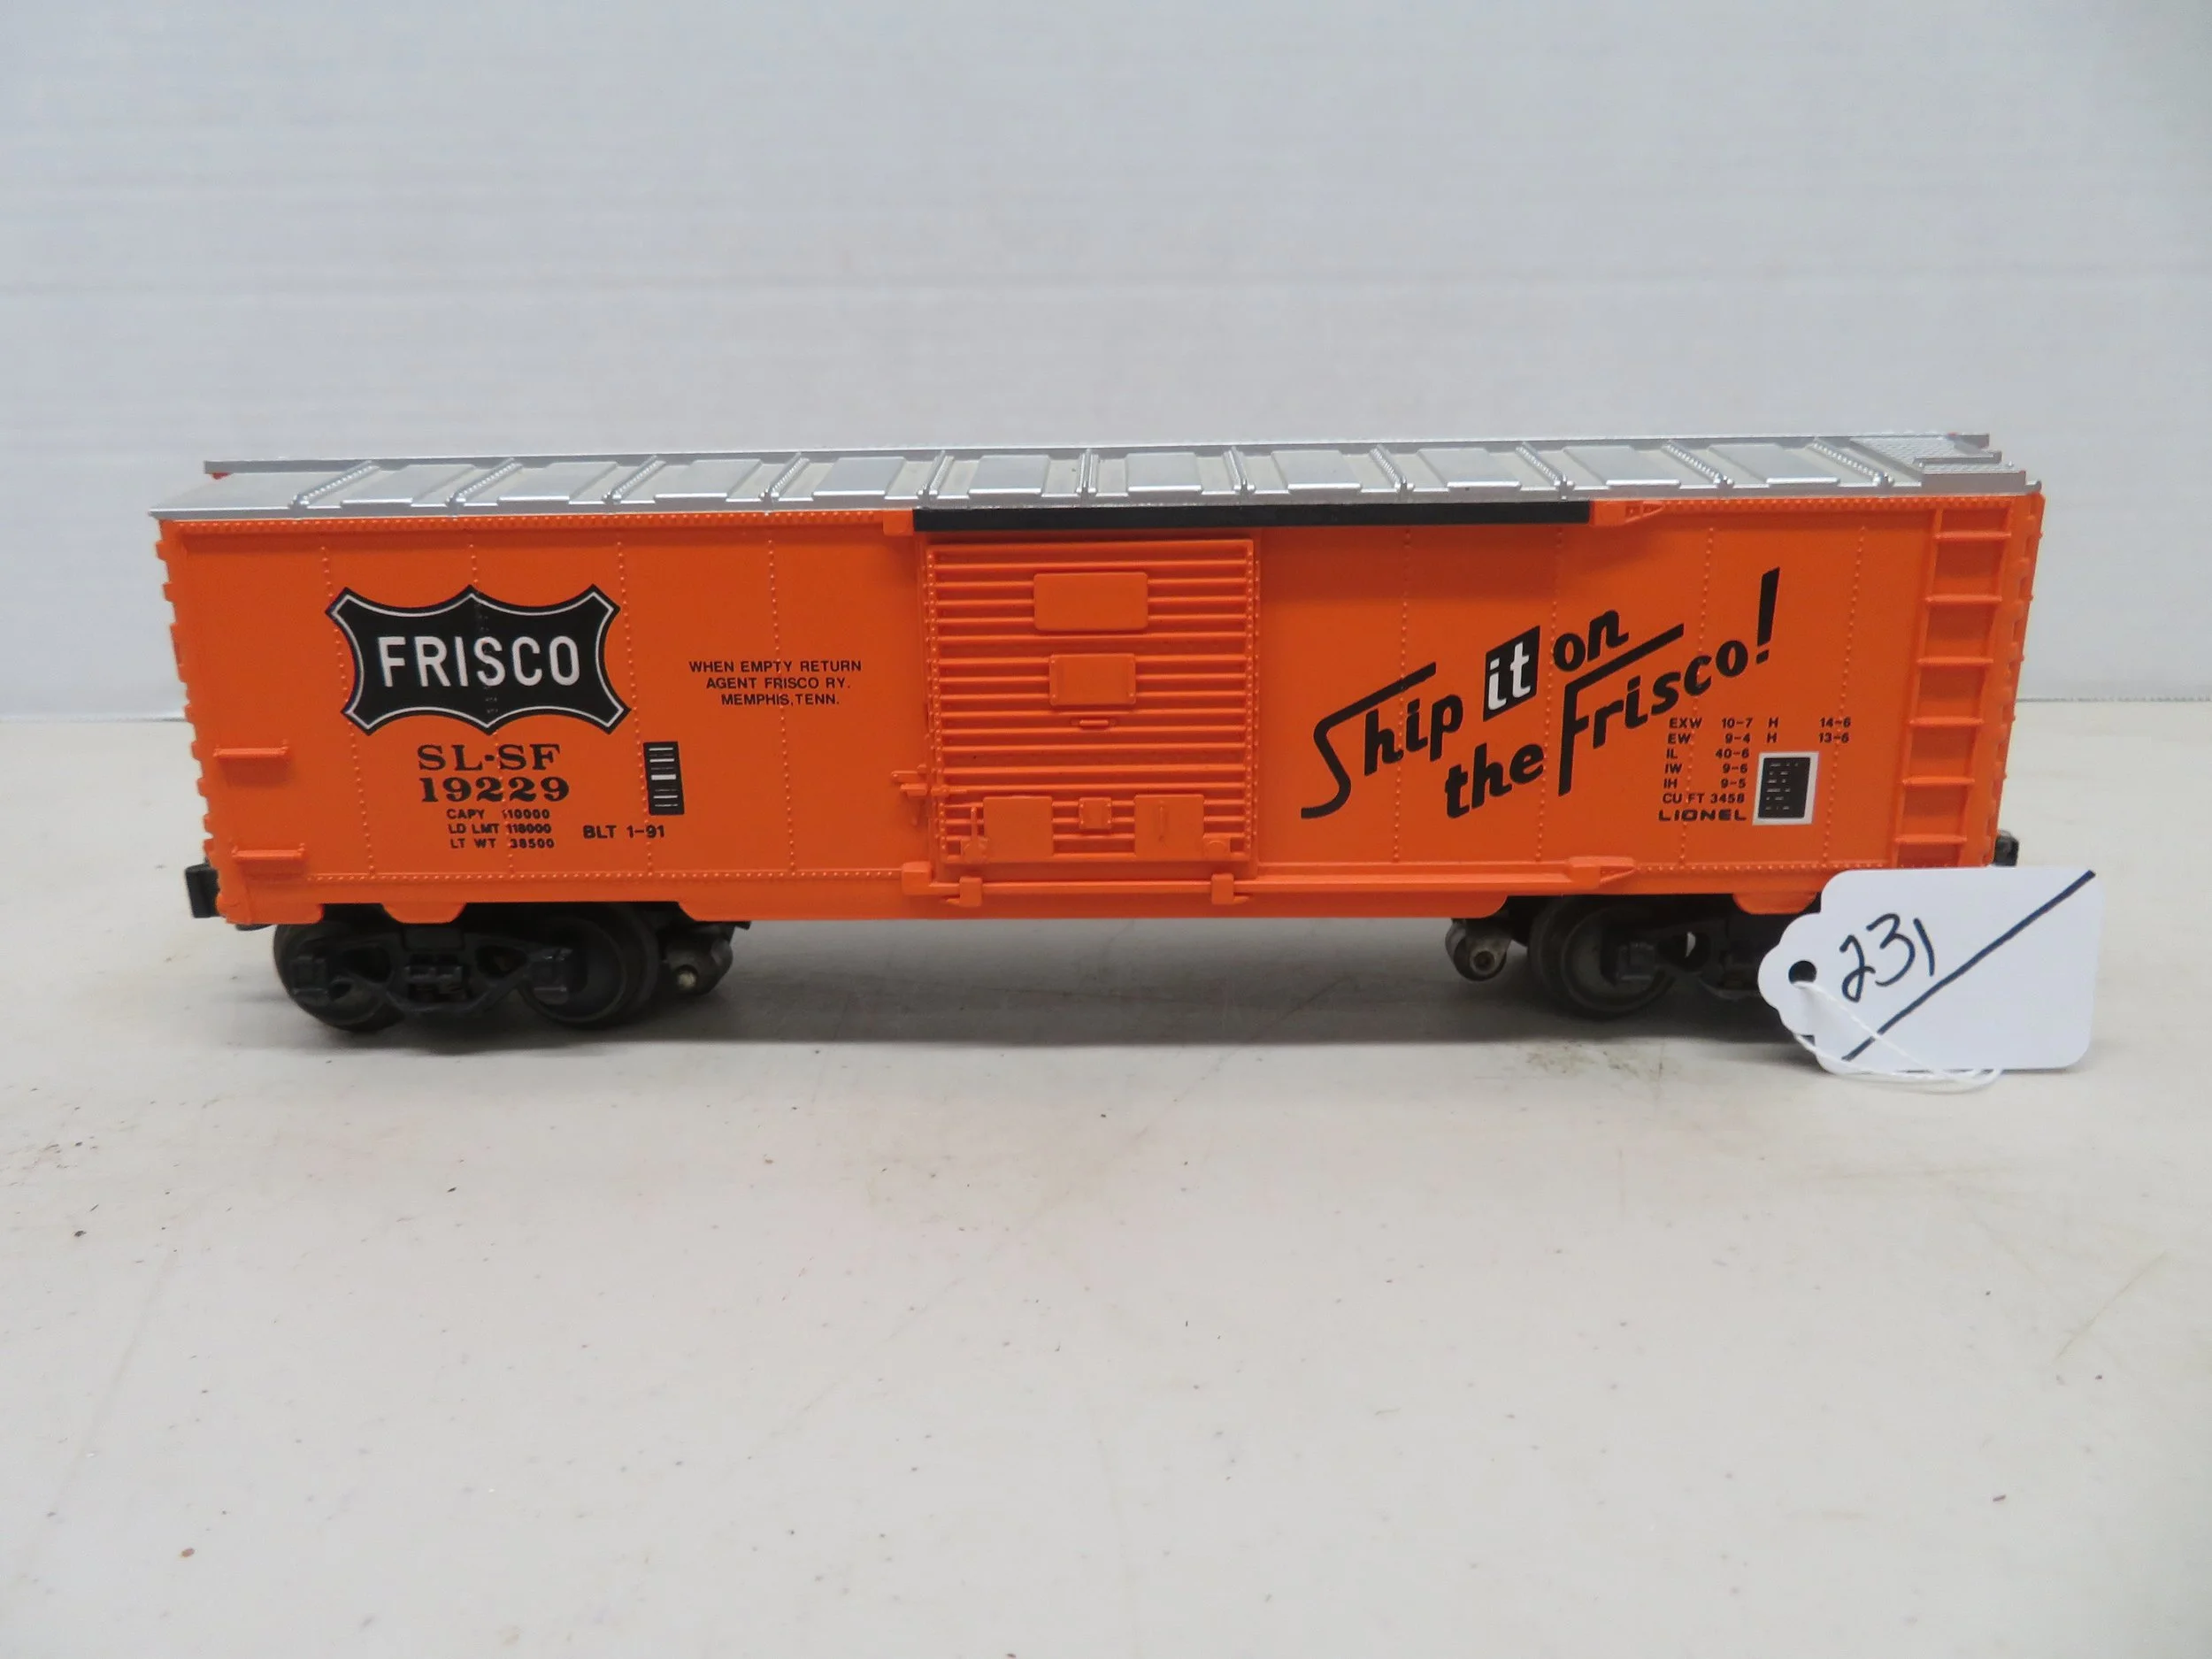 FRISCO
SL-SF
19229
CAPY 110000
LD LMT 118000
LT WT 38500
BLT 1-91
WHEN EMPTY RETURN
AGENT FRISCO RY.
MEMPHIS, TENN.
Ship it on
the Frisco!
EXW 10-7 H 14-6
EW 9-4 H 13-6
IL 40-6
IW 9-6
IH 9-5
CU FT 3458
LIONEL
231